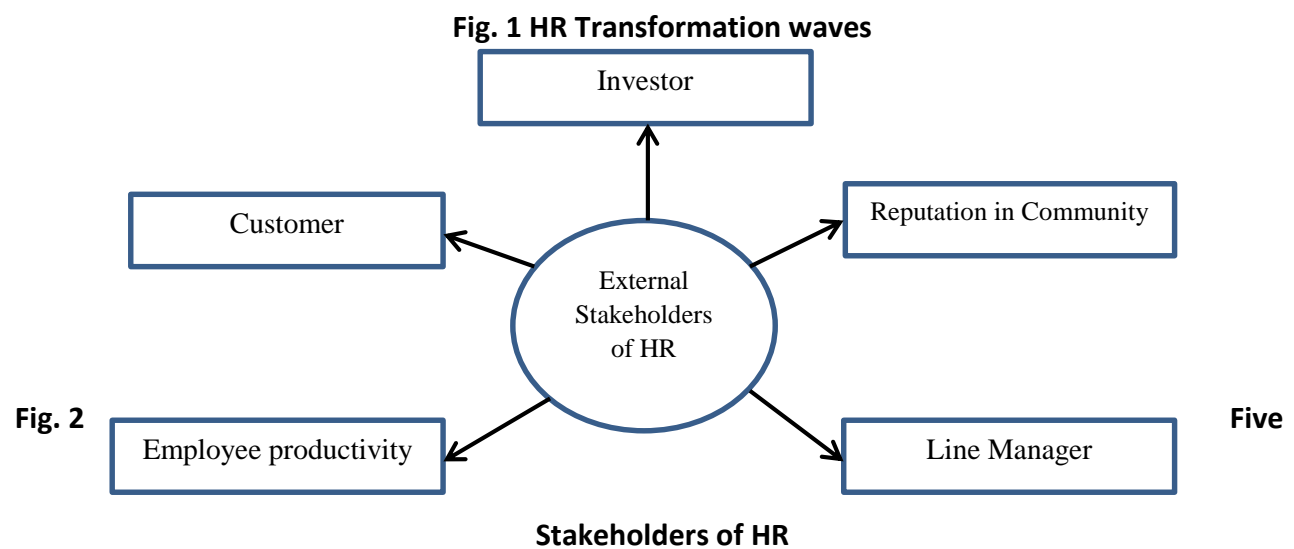 Fig. 1 HR Transformation waves
Investor
Customer
Reputation in Community
External
Stakeholders
of HR
Fig. 2
Five
Employee productivity
Line Manager
Stakeholders of HR